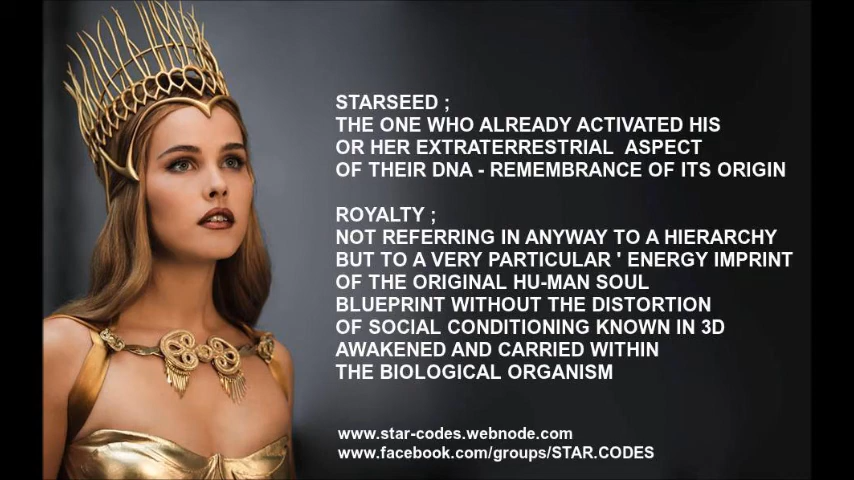 STARSEED ;
THE ONE WHO ALREADY ACTIVATED HIS
OR HER EXTRATERRESTRIAL  ASPECT
OF THEIR DNA - REMEMBRANCE OF ITS ORIGIN
ROYALTY ;
NOT REFERRING IN ANYWAY TO A HIERARCHY
BUT TO A VERY PARTICULAR ' ENERGY IMPRINT
OF THE ORIGINAL HU-MAN SOUL
BLUEPRINT WITHOUT THE DISTORTION
OF SOCIAL CONDITIONING KNOWN IN 3D
AWAKENED AND CARRIED WITHIN
THE BIOLOGICAL ORGANISM
www.star-codes.webnode.com
www.facebook.com/groups/STAR.CODES